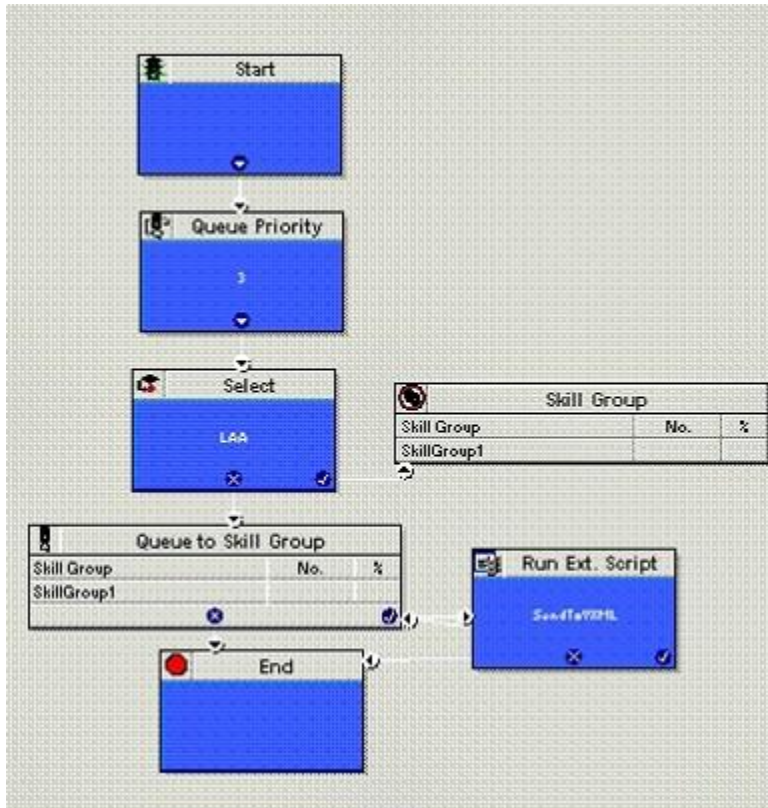 Start
Queue Priority
3
Select
LAA
Skill Group
Skill Group No. %
SkillGroup1
Queue to Skill Group
Skill Group No. %
SkillGroup1
Run Ext. Script
SendToVXML
End